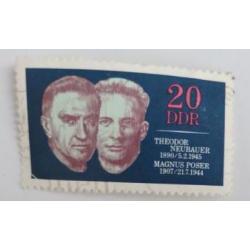 20
DDR
THEODOR
NEUBAUER
1890/5.2.1945
MAGNUS POSER
1907/21.7.1944